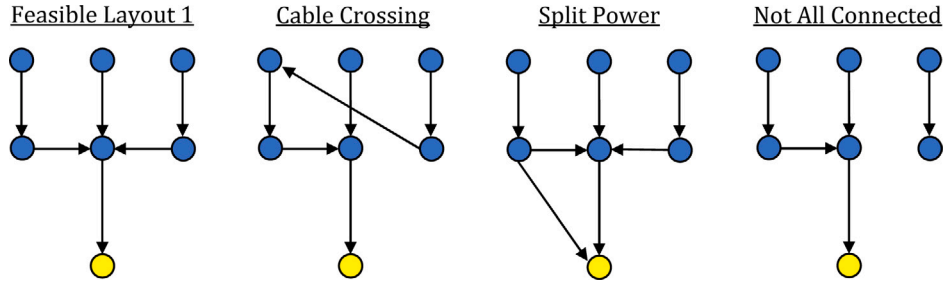 Feasible Layout 1
Cable Crossing
Split Power
Not All Connected